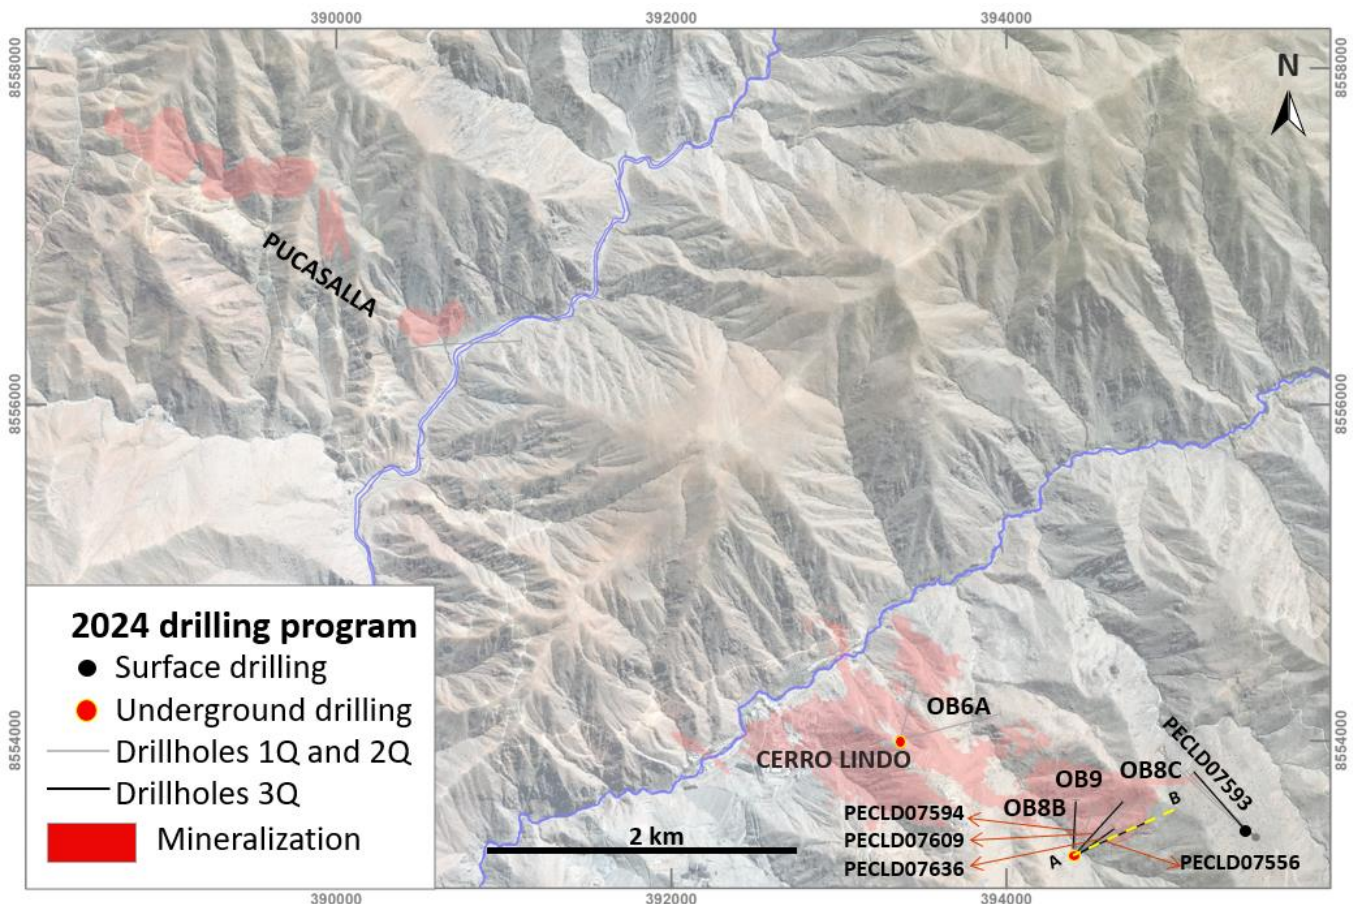 390000
392000
394000
8558000
8558000
N
PUCASALLA
8556000
8556000
2024 drilling program
Surface drilling
Underground drilling
Drillholes 1Q and 2Q
Drillholes 3Q
Mineralization
8554000
8554000
OB6A
CERRO LINDO
PECLD07593
OB9
OB8C
OB8B
B
PECLD07594
PECLD07609
PECLD07636
A
PECLD07556
2 km
390000
392000
394000